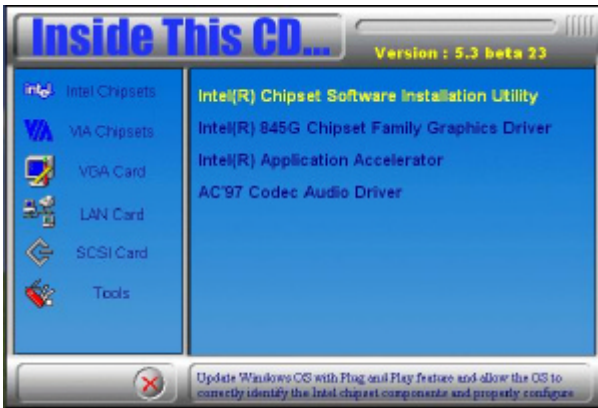 Inside This CD...
Version : 5.3 beta 23
intel Intel Chipsets
VIA VIA Chipsets
VGA Card
LAN Card
SCSI Card
Tools
Intel(R) Chipset Software Installation Utility
Intel(R) 845G Chipset Family Graphics Driver
Intel(R) Application Accelerator
AC'97 Codec Audio Driver
Update Windows OS with Plug and Play feature and allow the OS to
correctly identify the Intel chipset components and properly configure